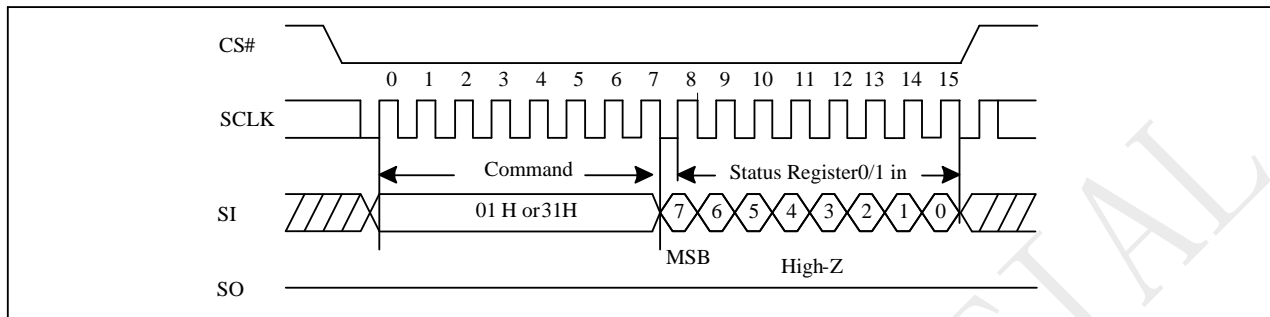 CS#
0 1 2 3 4 5 6 7 8 9 10 11 12 13 14 15
SCLK
Command
Status Register0/1 in
SI
01 H or31H
7 6 5 4 3 2 1 0
MSB
High-Z
SO